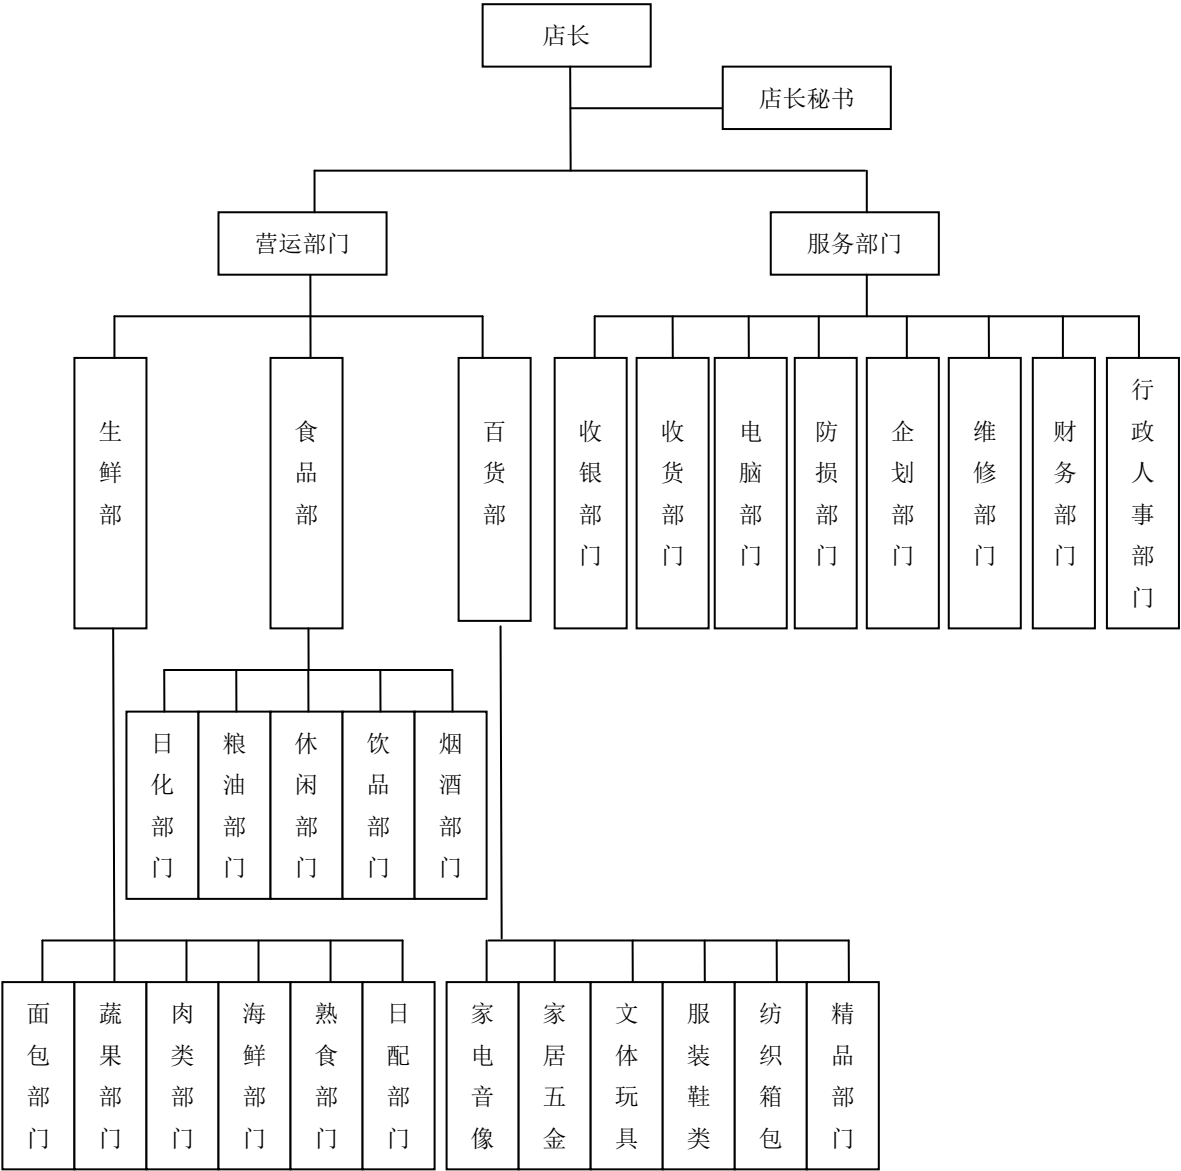 店长
店长秘书
营运部门
服务部门
生鲜部
食品部
百货部
收银部门
收货部门
电脑部门
防损部门
企划部门
维修部门
财务部门
行政人事部门
日化部门
粮油部门
休闲部门
饮品部门
烟酒部门
面包部门
蔬果部门
肉类部门
海鲜部门
熟食部门
日配部门
家电音像
家居五金
文体玩具
服装鞋类
纺织箱包
精品部门